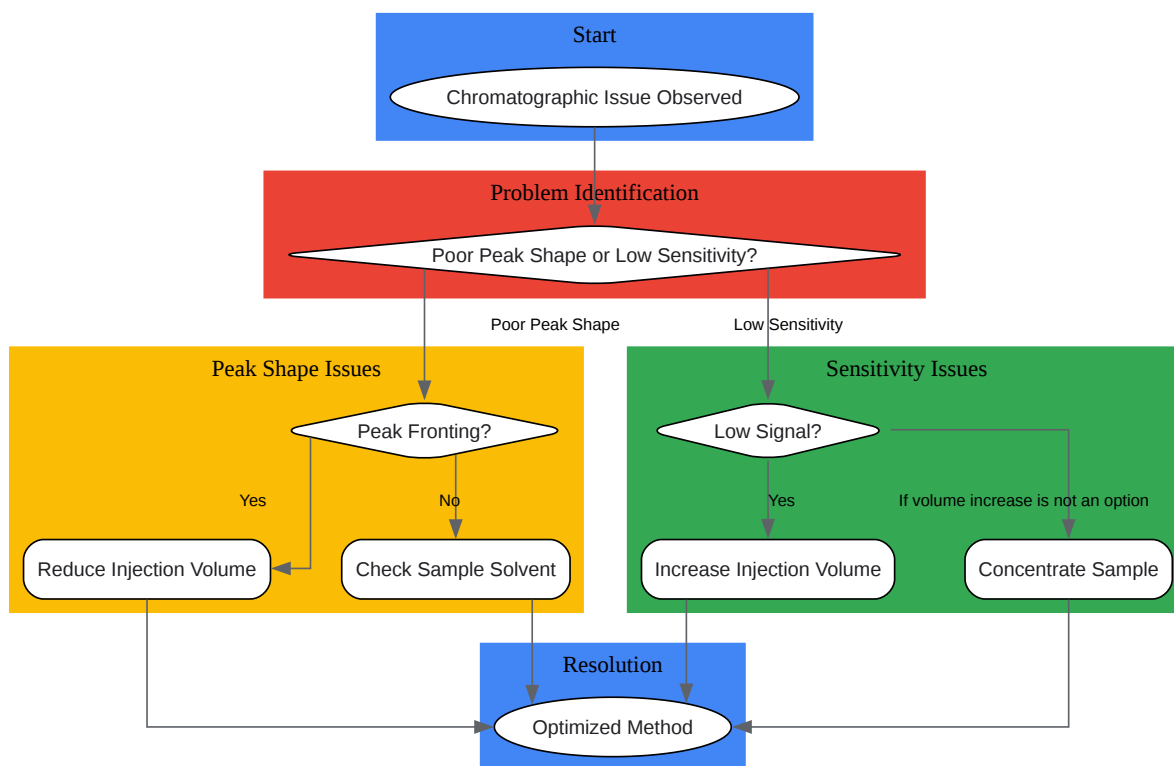 Start
Chromatographic Issue Observed
Problem Identification
Poor Peak Shape or Low Sensitivity?
Poor Peak Shape
Low Sensitivity
Peak Shape Issues
Sensitivity Issues
Peak Fronting?
Low Signal?
Yes
No
Yes
If volume increase is not an option
Reduce Injection Volume
Check Sample Solvent
Increase Injection Volume
Concentrate Sample
Resolution
Optimized Method